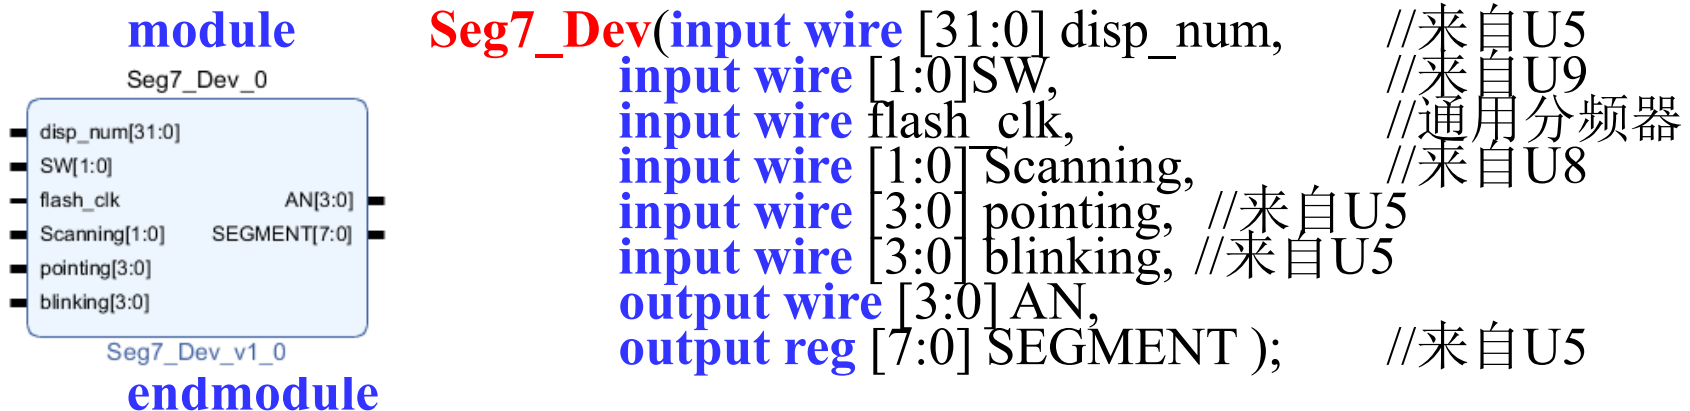 module Seg7_Dev(input wire [31:0] disp_num, //来自U5
input wire [1:0]SW, //来自U9
input wire flash_clk, //通用分频器
input wire [1:0] Scanning, //来自U8
input wire [3:0] pointing, //来自U5
input wire [3:0] blinking, //来自U5
output wire [3:0] AN,
output reg [7:0] SEGMENT ); //来自U5
Seg7_Dev_0
disp_num[31:0]
SW[1:0]
flash_clk AN[3:0]
Scanning[1:0] SEGMENT[7:0]
pointing[3:0]
blinking[3:0]
Seg7_Dev_v1_0
endmodule